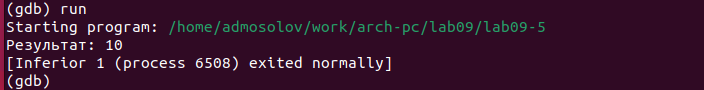 (gdb) run
Starting program: /home/admosolov/work/arch-pc/lab09/lab09-5
Результат: 10
[Inferior 1 (process 6508) exited normally]
(gdb)